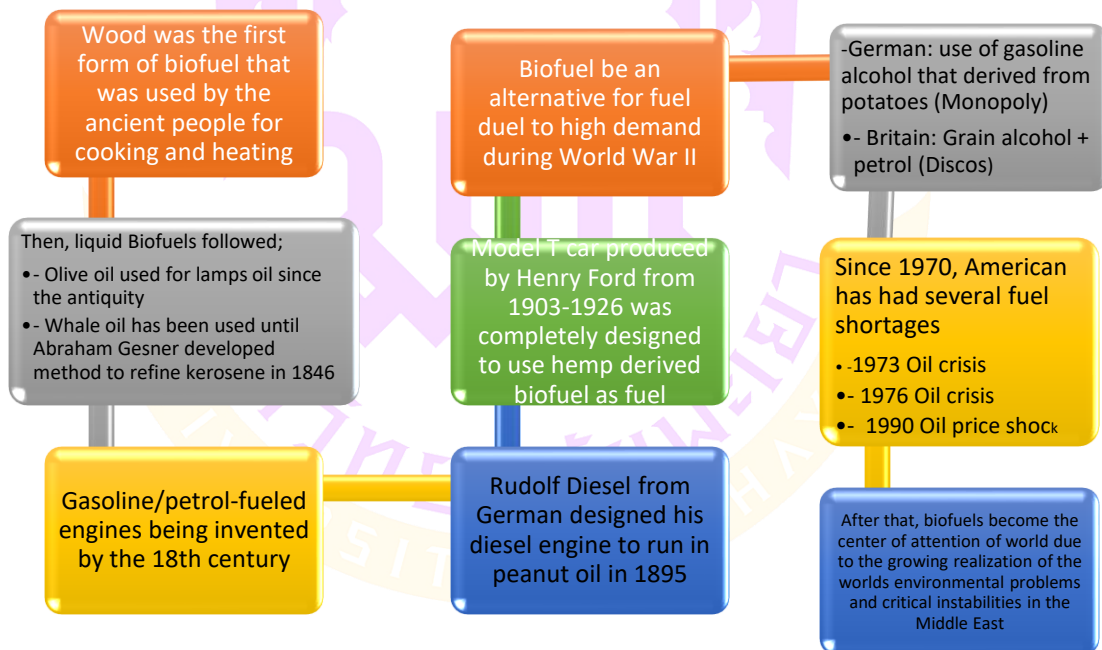 Wood was the first
form of biofuel that
was used by the
ancient people for
cooking and heating
Then, liquid Biofuels followed;
•- Olive oil used for lamps oil since
the antiquity
•- Whale oil has been used until
Abraham Gesner developed
method to refine kerosene in 1846
Gasoline/petrol-fueled
engines being invented
by the 18th century
Rudolf Diesel from
German designed his
diesel engine to run in
peanut oil in 1895
Model T car produced
by Henry Ford from
1903-1926 was
completely designed
to use hemp derived
biofuel as fuel
Biofuel be an
alternative for fuel
duel to high demand
during World War II
-German: use of gasoline
alcohol that derived from
potatoes (Monopoly)
•- Britain: Grain alcohol +
petrol (Discos)
Since 1970, American
has had several fuel
shortages
• -1973 Oil crisis
•- 1976 Oil crisis
•- 1990 Oil price shock
After that, biofuels become the
center of attention of world due
to the growing realization of the
worlds environmental problems
and critical instabilities in the
Middle East